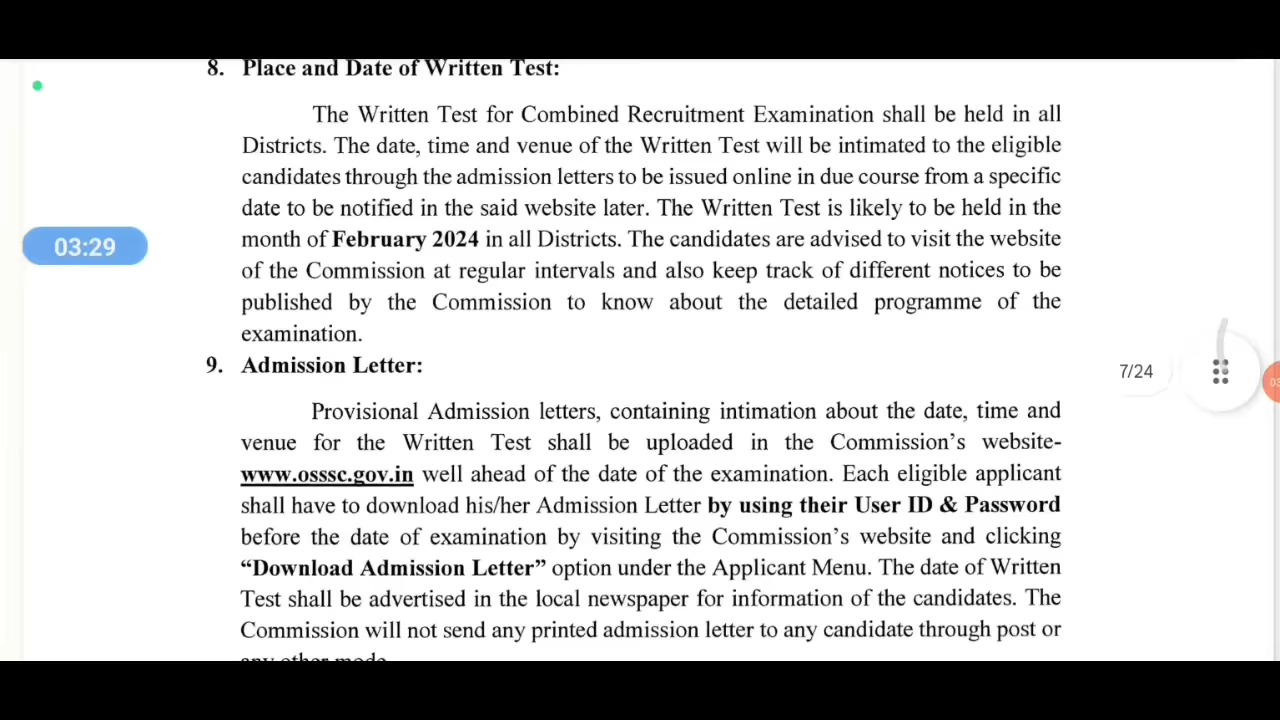 8. Place and Date of Written Test:
The Written Test for Combined Recruitment Examination shall be held in all
Districts. The date, time and venue of the Written Test will be intimated to the eligible
candidates through the admission letters to be issued online in due course from a specific
date to be notified in the said website later. The Written Test is likely to be held in the
03:29
month of February 2024 in all Districts. The candidates are advised to visit the website
of the Commission at regular intervals and also keep track of different notices to be
published by the Commission to know about the detailed programme of the
examination.
9. Admission Letter:
7/24
Provisional Admission letters, containing intimation about the date, time and
venue for the Written Test shall be uploaded in the Commission's website-
www.osssc.gov.in well ahead of the date of the examination. Each eligible applicant
shall have to download his/her Admission Letter by using their User ID & Password
before the date of examination by visiting the Commission's website and clicking
“Download Admission Letter” option under the Applicant Menu. The date of Written
Test shall be advertised in the local newspaper for information of the candidates. The
Commission will not send any printed admission letter to any candidate through post or
any other mode.